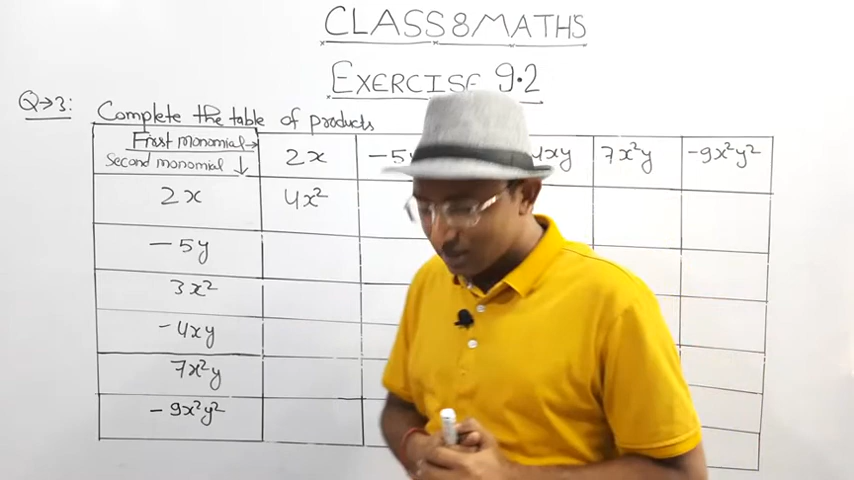 CLASS 8 MATHS
EXERCISE 9.2
Q→3: Complete the table of products
First monomial→
Second monomial ↓
2x -5y 7x²y -9x²y²
2x 4x²
-5y
3x²
-4xy
7x²y
-9x²y²